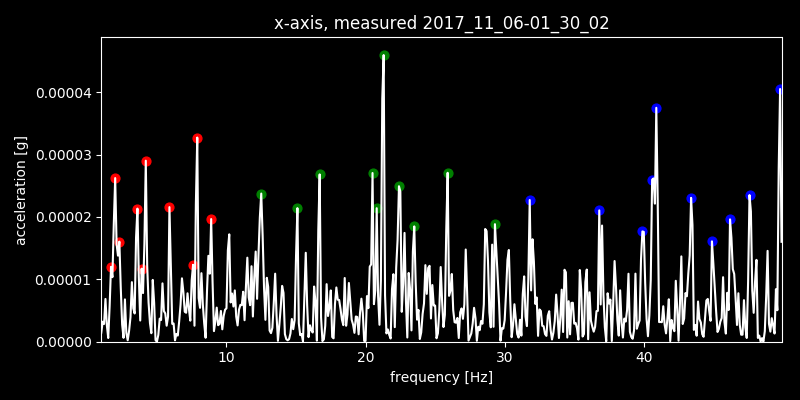 x-axis, measured 2017_11_06-01_30_02
acceleration [g]
0.00004
0.00003
0.00002
0.00001
0.00000
10 20 30 40
frequency [Hz]